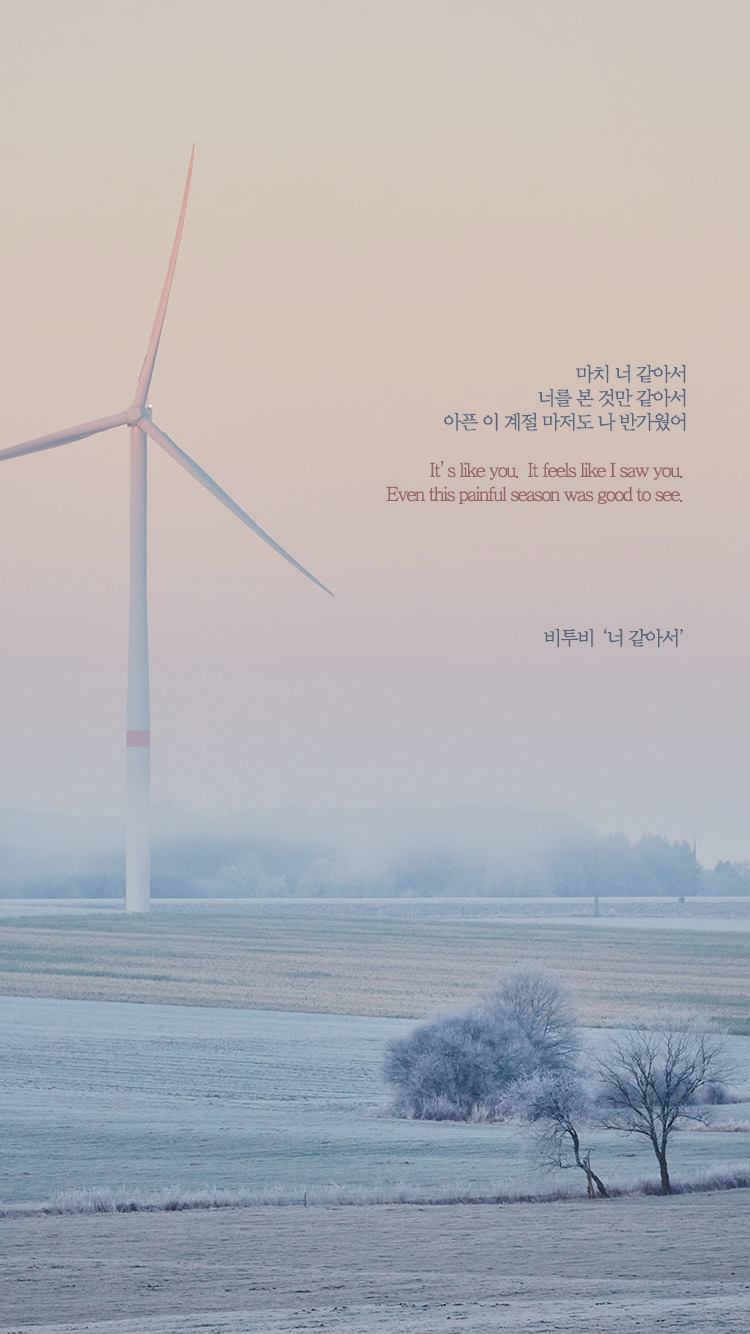 마치 너 같아서
너를 본 것만 같아서
아픈 이 계절 마저도 나 반가웠어
It's like you. It feels like I saw you.
Even this painful season was good to see.
비투비 ‘너 같아서’